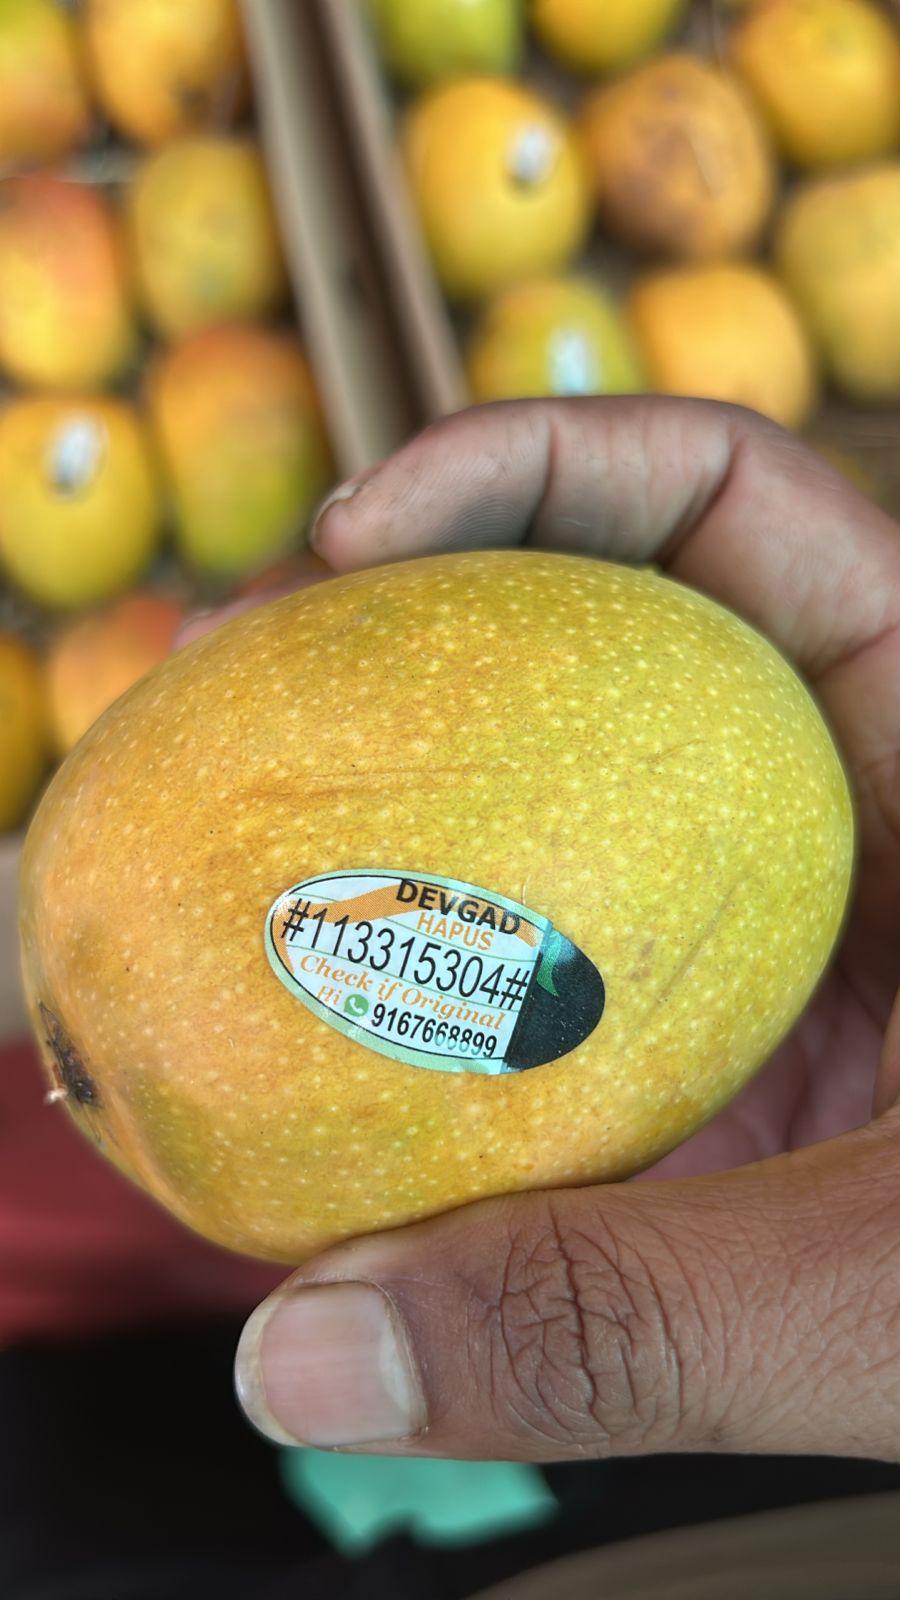 DEVGAD
HAPUS
#113315304#
Check if Original
Hi 9167668899